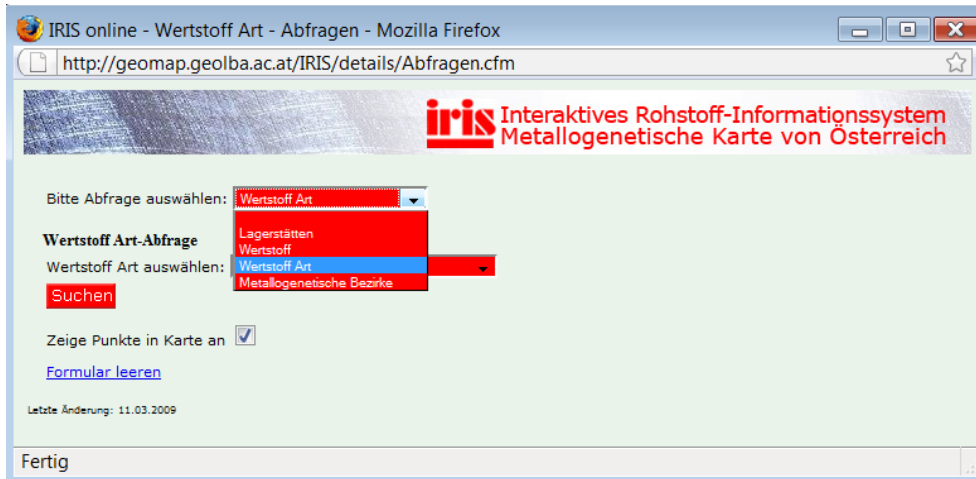 IRIS online - Wertstoff Art - Abfragen - Mozilla Firefox
http://geomap.geolba.ac.at/IRIS/details/Abfragen.cfm
iris Interaktives Rohstoff-Informationssystem
Metallogenetische Karte von Österreich
Bitte Abfrage auswählen: Wertstoff Art
Lagerstätten
Wertstoff
Wertstoff Art
Metallogenetische Bezirke
Wertstoff Art-Abfrage
Wertstoff Art auswählen:
Suchen
Zeige Punkte in Karte an
Formular leeren
Letzte Änderung: 11.03.2009
Fertig